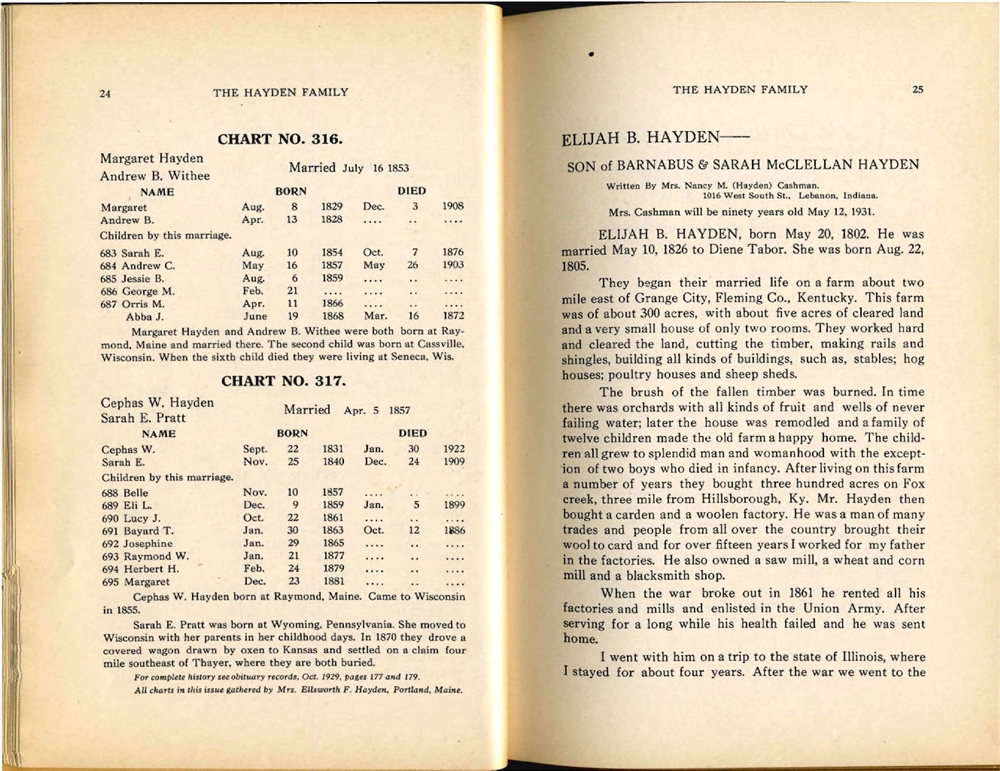 24 THE HAYDEN FAMILY
CHART NO. 316.
Margaret Hayden
Andrew B. Withee
Married July 16 1853
NAME BORN DIED
Margaret Aug. 8 1829 Dec. 3 1908
Andrew B. Apr. 13 1828 .... .. ....
Children by this marriage.
683 Sarah E. Aug. 10 1854 Oct. 7 1876
684 Andrew C. May 16 1857 May 26 1903
685 Jessie B. Aug. 6 1859 .... .. ....
686 George M. Feb. 21 .... .... .. ....
687 Orris M. Apr. 11 1866 .... .. ....
Abba J. June 19 1868 Mar. 16 1872
Margaret Hayden and Andrew B. Withee were both born at Ray-
mond, Maine and married there. The second child was born at Cassville,
Wisconsin. When the sixth child died they were living at Seneca, Wis.
CHART NO. 317.
Cephas W. Hayden
Sarah E. Pratt
Married Apr. 5 1857
NAME BORN DIED
Cephas W. Sept. 22 1831 Jan. 30 1922
Sarah E. Nov. 25 1840 Dec. 24 1909
Children by this marriage.
688 Belle Nov. 10 1857 .... .. ....
689 Eli L. Dec. 9 1859 Jan. 5 1899
690 Lucy J. Oct. 22 1861 .... .. ....
691 Bayard T. Jan. 30 1863 Oct. 12 1886
692 Josephine Jan. 29 1865 .... .. ....
693 Raymond W. Jan. 21 1877 .... .. ....
694 Herbert H. Feb. 24 1879 .... .. ....
695 Margaret Dec. 23 1881 .... .. ....
Cephas W. Hayden born at Raymond, Maine. Came to Wisconsin
in 1855.
Sarah E. Pratt was born at Wyoming, Pennsylvania. She moved to
Wisconsin with her parents in her childhood days. In 1870 they drove a
covered wagon drawn by oxen to Kansas and settled on a claim four
mile southeast of Thayer, where they are both buried.
For complete history see obituary records, Oct. 1929, pages 177 and 179.
All charts in this issue gathered by Mrs. Ellsworth F. Hayden, Portland, Maine.
THE HAYDEN FAMILY 25
ELIJAH B. HAYDEN——
SON of BARNABUS & SARAH McCLELLAN HAYDEN
Written By Mrs. Nancy M. (Hayden) Cashman.
1016 West South St., Lebanon, Indiana.
Mrs. Cashman will be ninety years old May 12, 1931.
ELIJAH B. HAYDEN, born May 20, 1802. He was
married May 10, 1826 to Diene Tabor. She was born Aug. 22,
1805.
They began their married life on a farm about two
mile east of Grange City, Fleming Co., Kentucky. This farm
was of about 300 acres, with about five acres of cleared land
and a very small house of only two rooms. They worked hard
and cleared the land, cutting the timber, making rails and
shingles, building all kinds of buildings, such as, stables; hog
houses; poultry houses and sheep sheds.
The brush of the fallen timber was burned. In time
there was orchards with all kinds of fruit and wells of never
failing water; later the house was remodled and a family of
twelve children made the old farm a happy home. The child-
ren all grew to splendid man and womanhood with the except-
ion of two boys who died in infancy. After living on this farm
a number of years they bought three hundred acres on Fox
creek, three mile from Hillsborough, Ky. Mr. Hayden then
bought a carden and a woolen factory. He was a man of many
trades and people from all over the country brought their
wool to card and for over fifteen years I worked for my father
in the factories. He also owned a saw mill, a wheat and corn
mill and a blacksmith shop.
When the war broke out in 1861 he rented all his
factories and mills and enlisted in the Union Army. After
serving for a long while his health failed and he was sent
home.
I went with him on a trip to the state of Illinois, where
I stayed for about four years. After the war we went to the